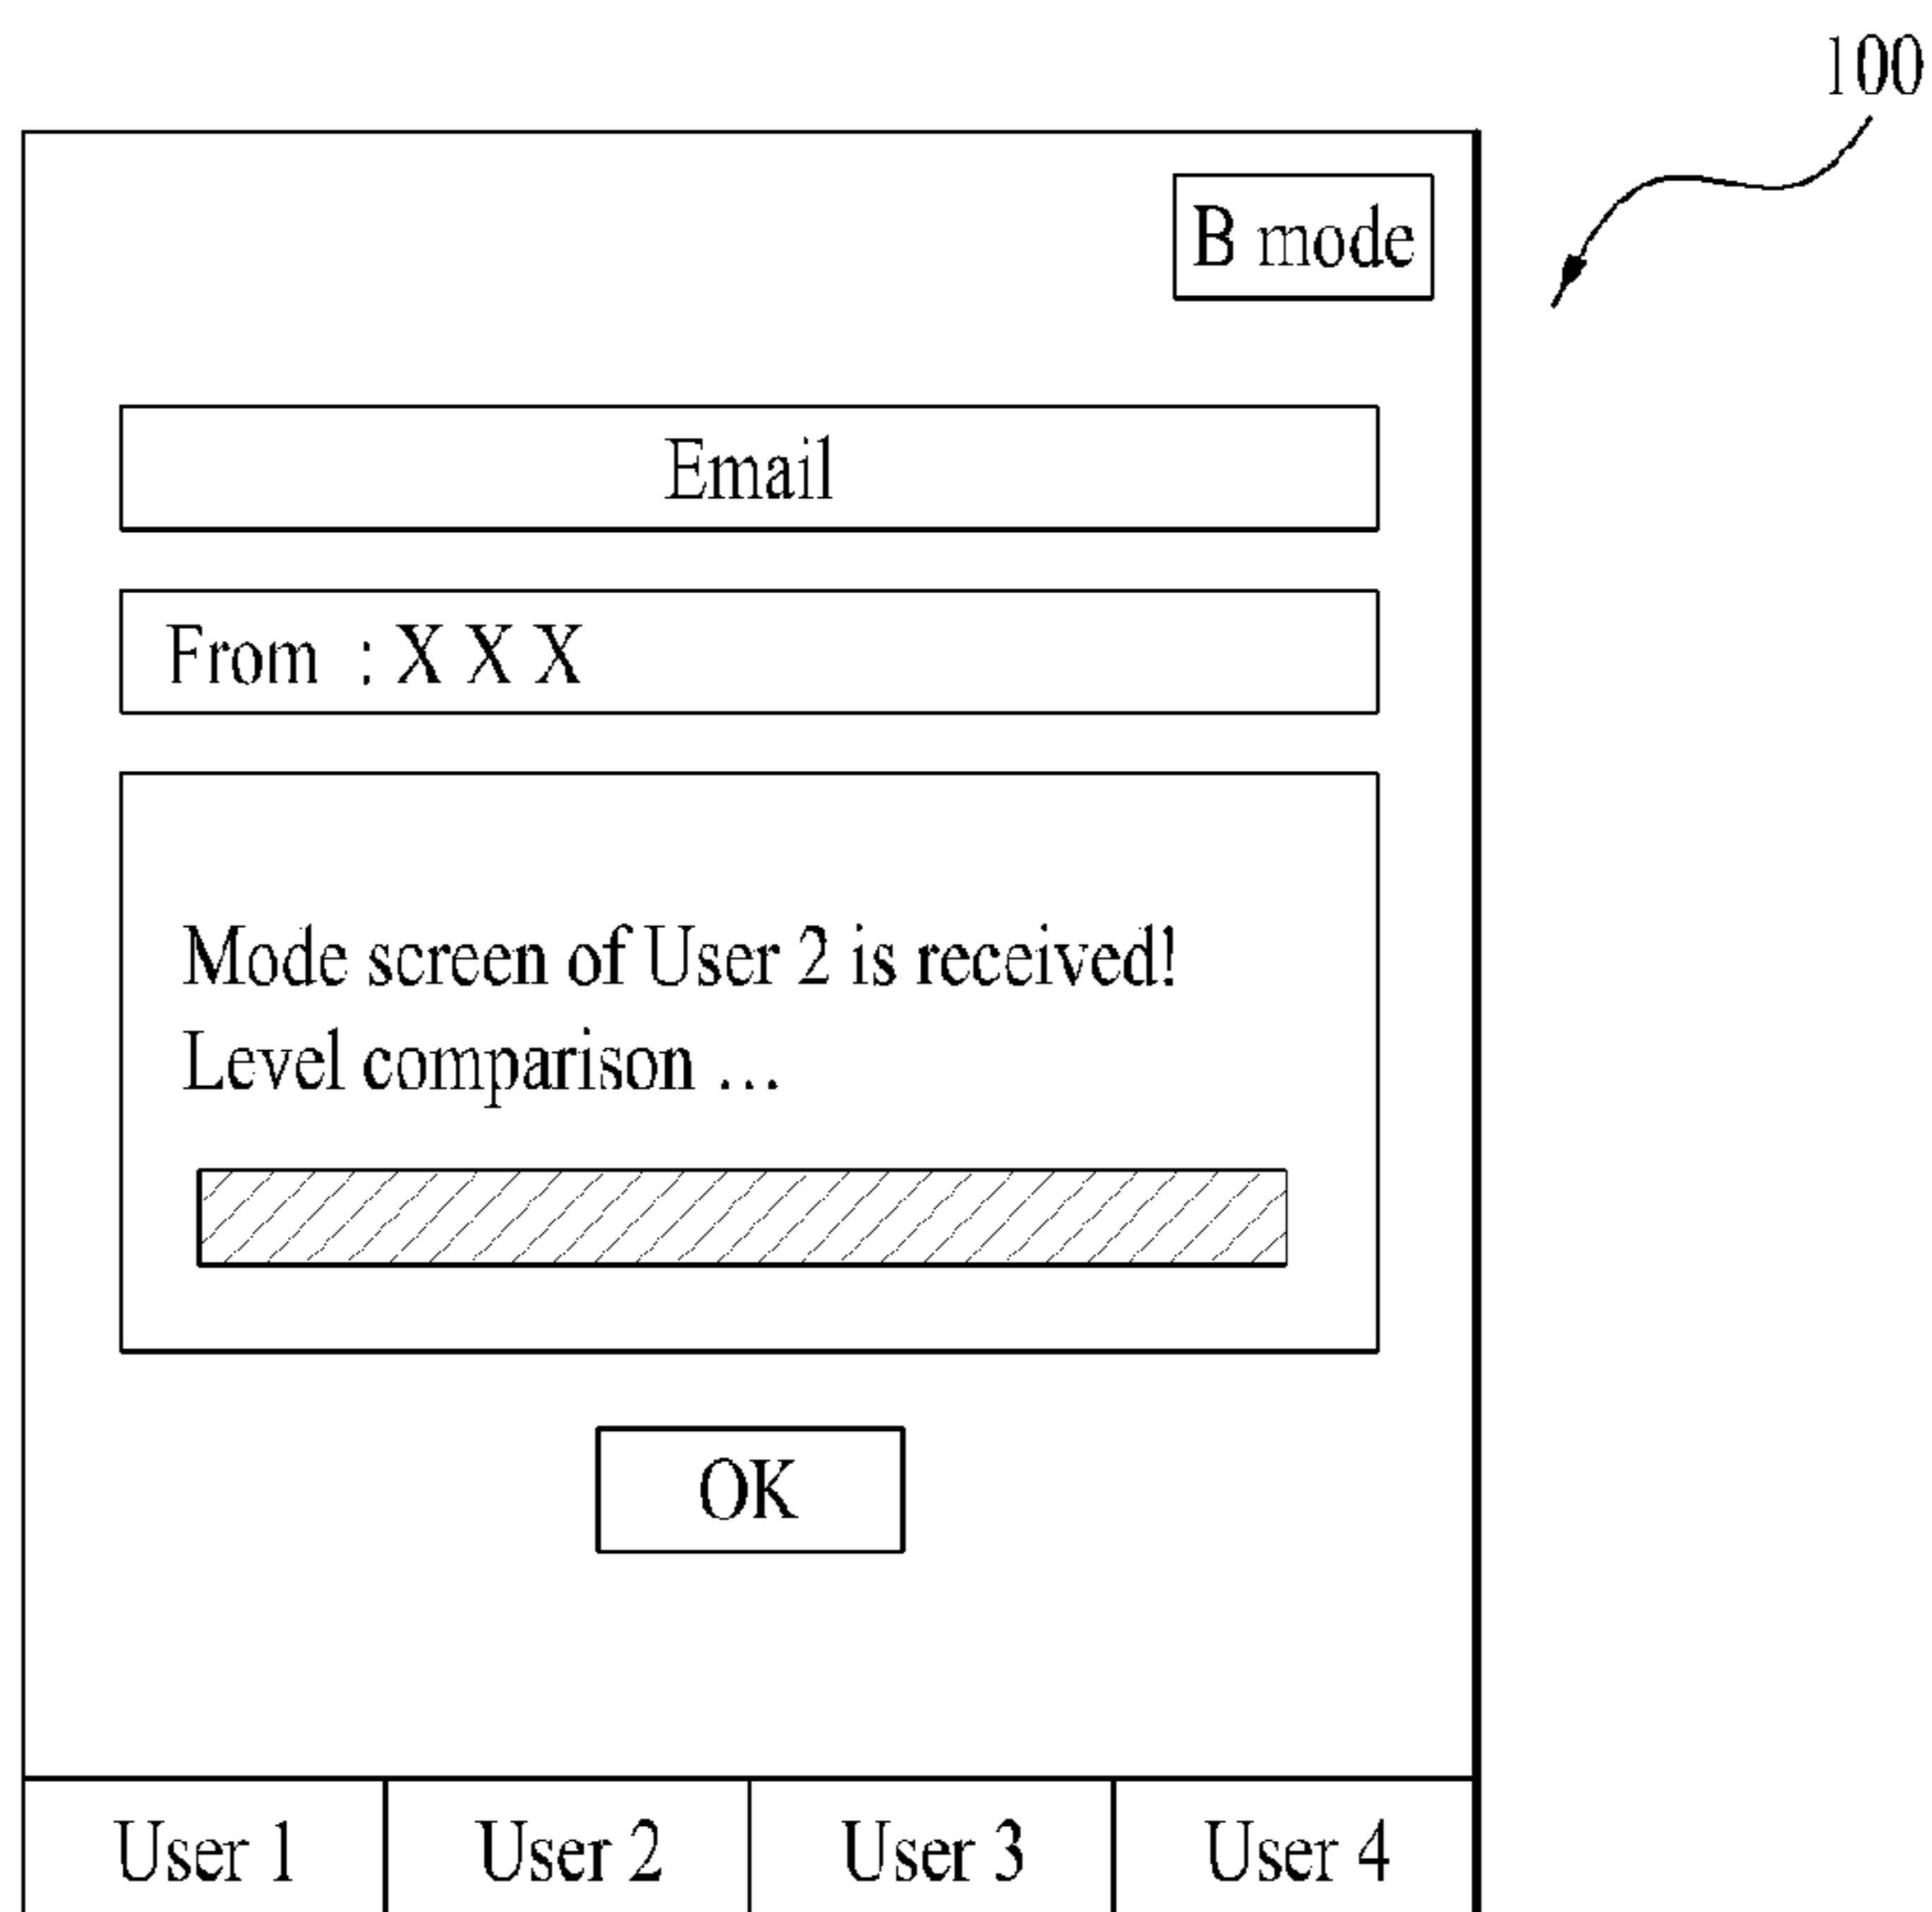 100
B mode
Email
From : X X X
Mode screen of User 2 is received!
Level comparison ...
OK
User 1 User 2 User 3 User 4